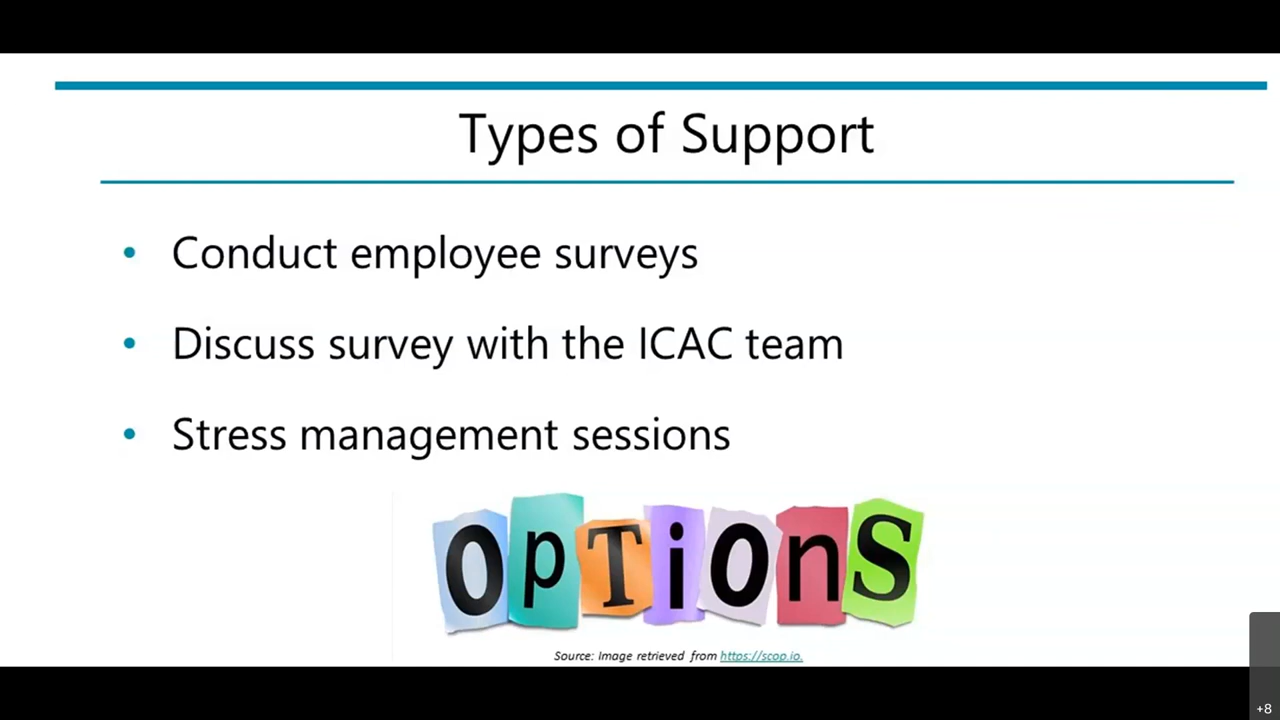 Types of Support
• Conduct employee surveys
• Discuss survey with the ICAC team
• Stress management sessions
OpTiOnS
Source: Image retrieved from https://scop.io.
+8